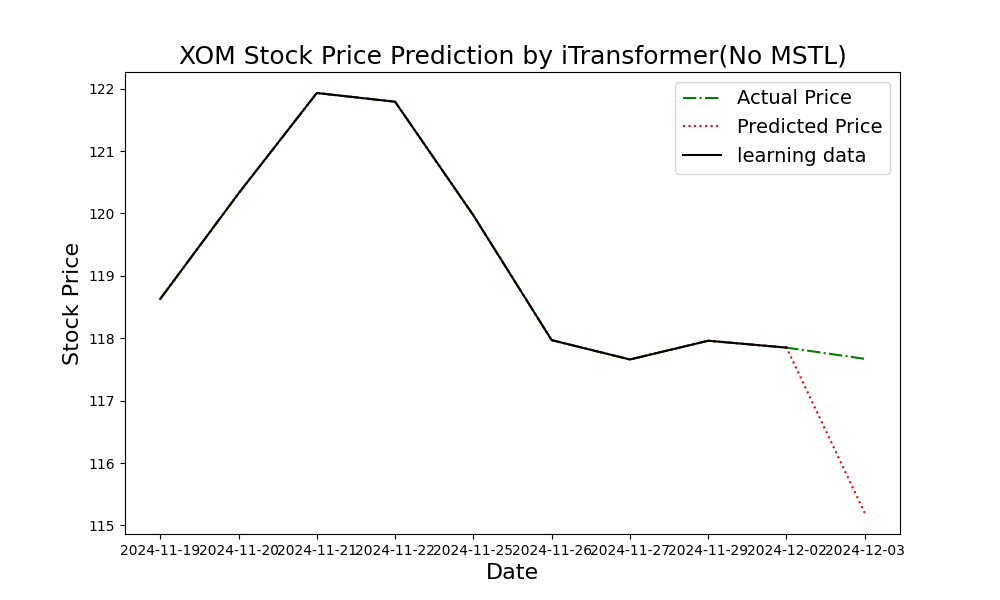 XOM Stock Price Prediction by iTransformer(No MSTL)
Actual Price
Predicted Price
learning data
122
121
120
119
118
117
116
115
Stock Price
2024-11-19 2024-11-20 2024-11-21 2024-11-22 2024-11-25 2024-11-26 2024-11-27 2024-11-29 2024-12-02 2024-12-03
Date